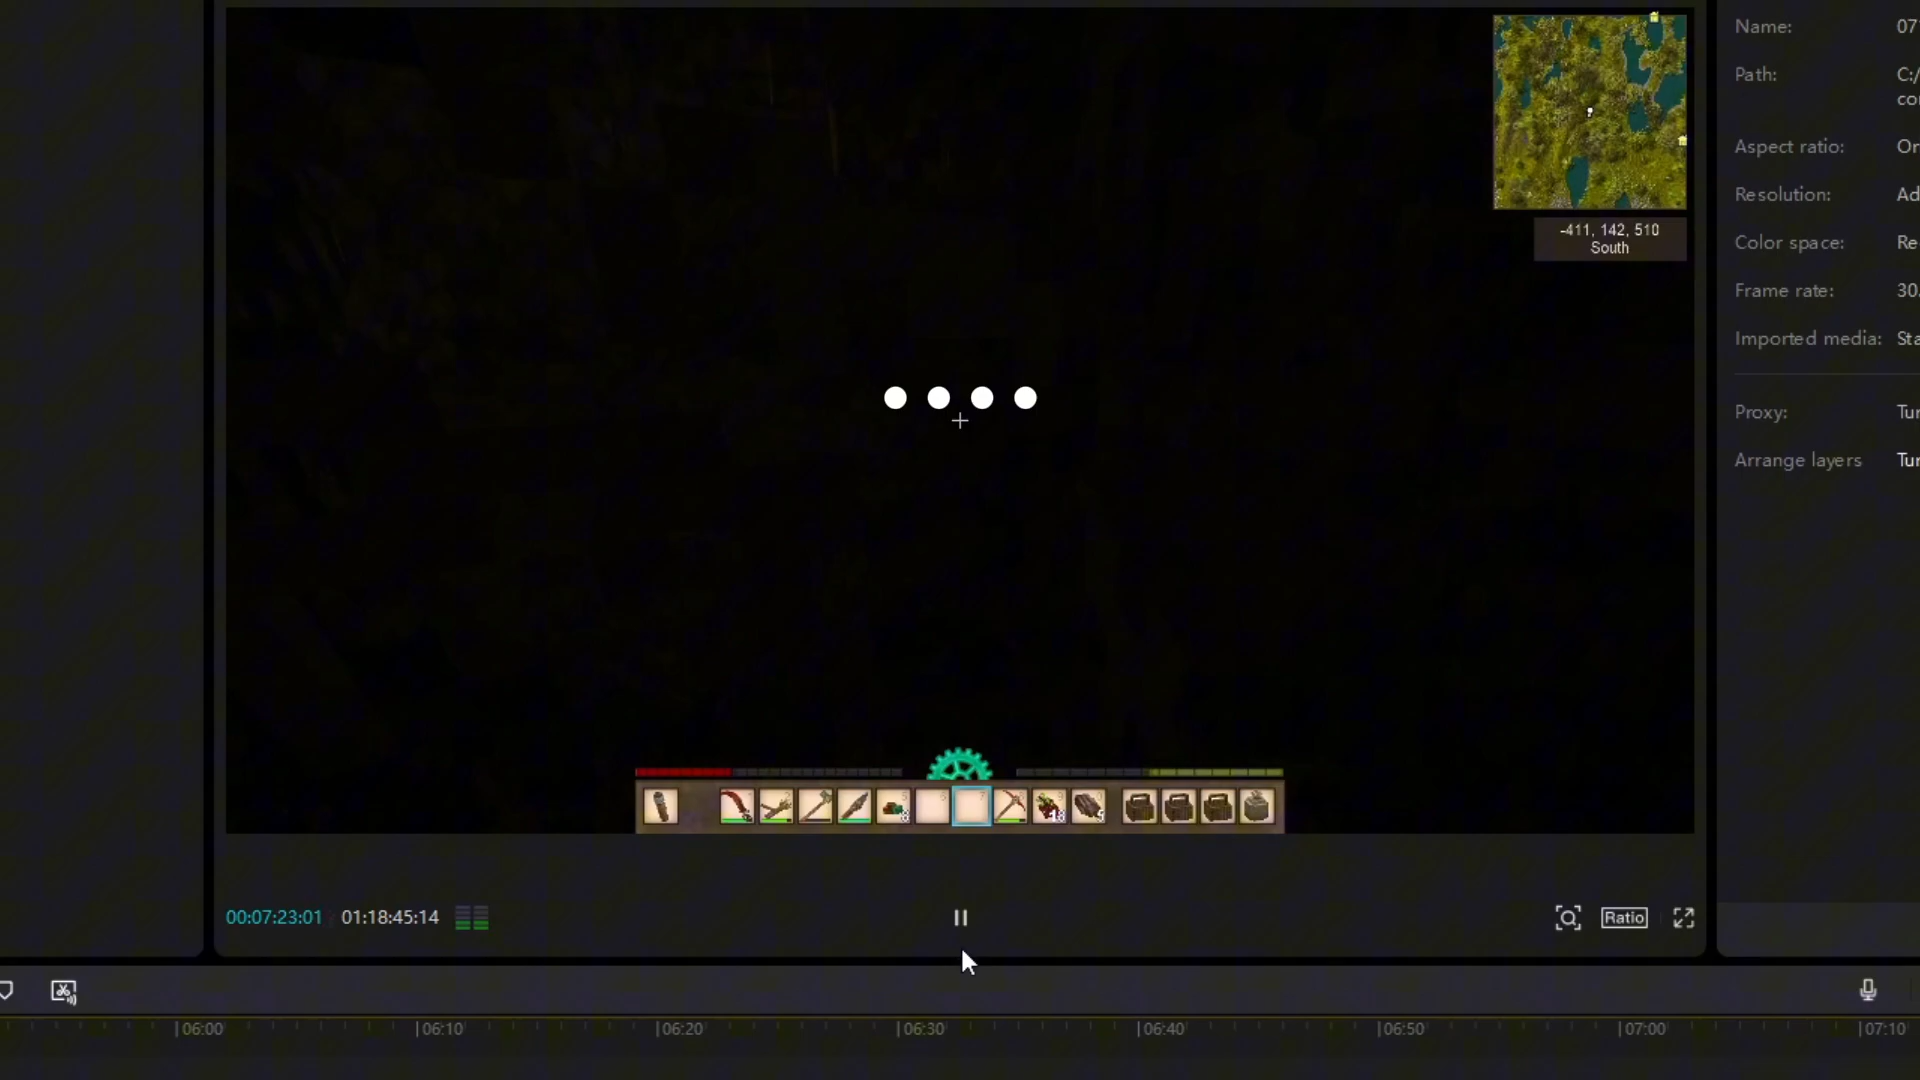 -411, 142, 510
South
Name: 07
Path: C:/
co
Aspect ratio: Or
Resolution: Ad
Color space: Re
Frame rate: 30.
Imported media: Sta
Proxy: Tur
Arrange layers Tur
00:07:23:01 01:18:45:14
Ratio
06:00 06:10 06:20 06:30 06:40 06:50 07:00 07:10